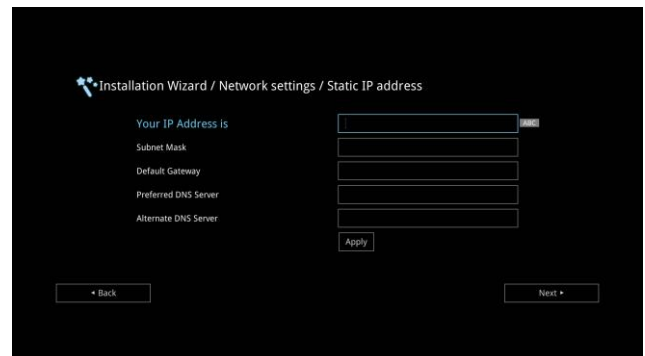 Installation Wizard / Network settings / Static IP address
Your IP Address is
ABC
Subnet Mask
Default Gateway
Preferred DNS Server
Alternate DNS Server
Apply
◂ Back
Next ▸